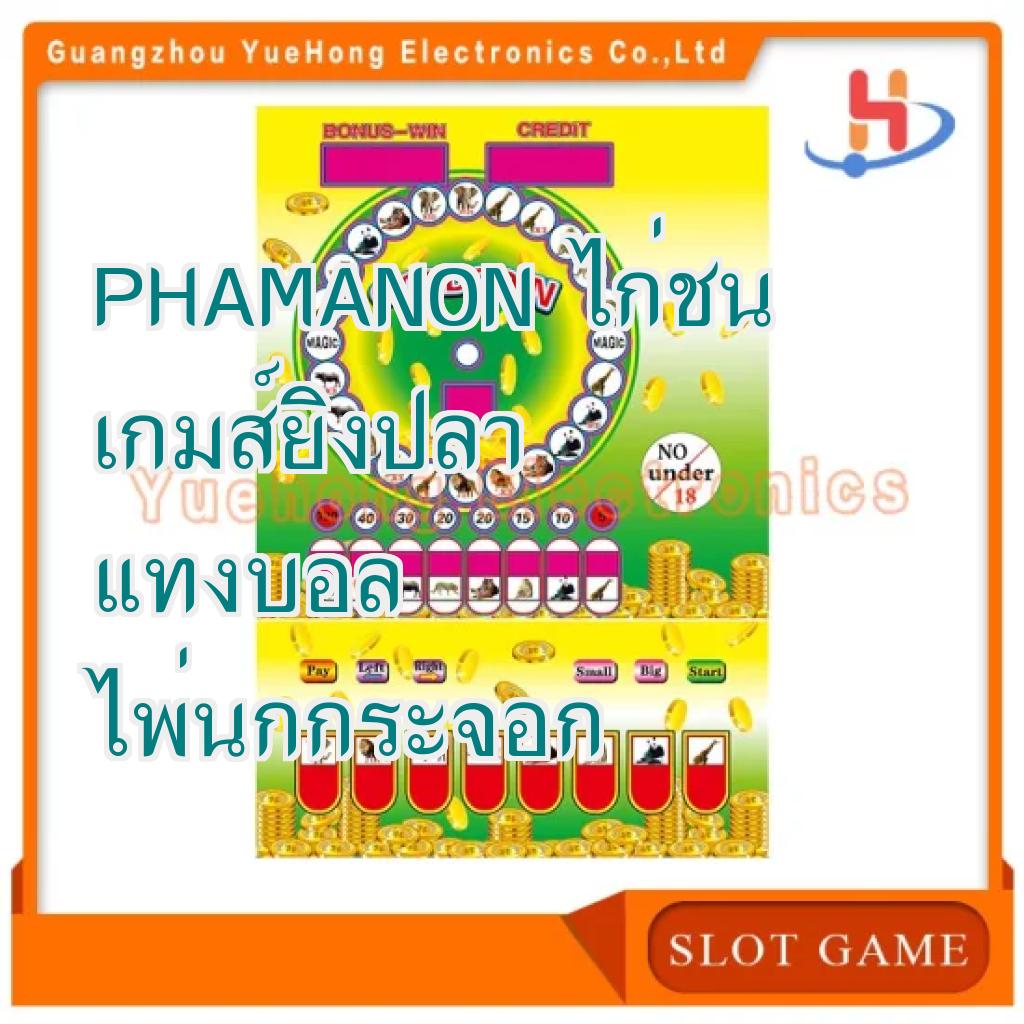 Guangzhou YueHong Electronics Co.,Ltd
BONUS-WIN CREDIT
PHAMANON ไก่ชน
MAGIC MAGIC
เกมส์ยิงปลา
NO
under
18
Yuehong Electronics
40 30 20 20 15 10 5
แทงบอล
Pay Left Right Small Big Start
ไพ่นกกระจอก
SLOT GAME